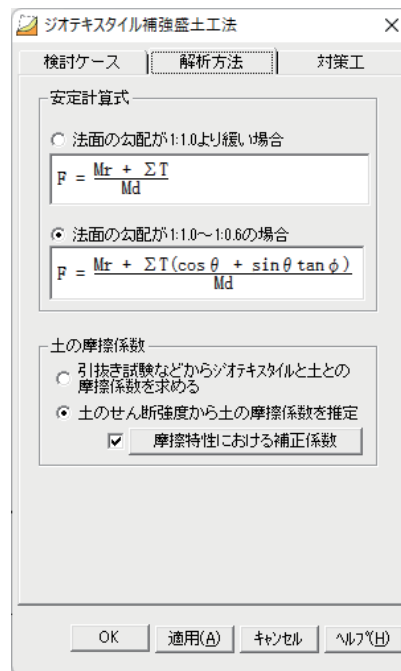 ジオテキスタイル補強盛土工法
検討ケース 解析方法 対策工
安定計算式
法面の勾配が1:1.0より緩い場合
F = Mr + ΣT / Md
法面の勾配が1:1.0～1:0.6の場合
F = Mr + ΣT(cosθ + sinθtanφ) / Md
土の摩擦係数
引抜き試験などからジオテキスタイルと土との
摩擦係数を求める
土のせん断強度から土の摩擦係数を推定
摩擦特性における補正係数
OK 適用(A) キャンセル ヘルプ(H)